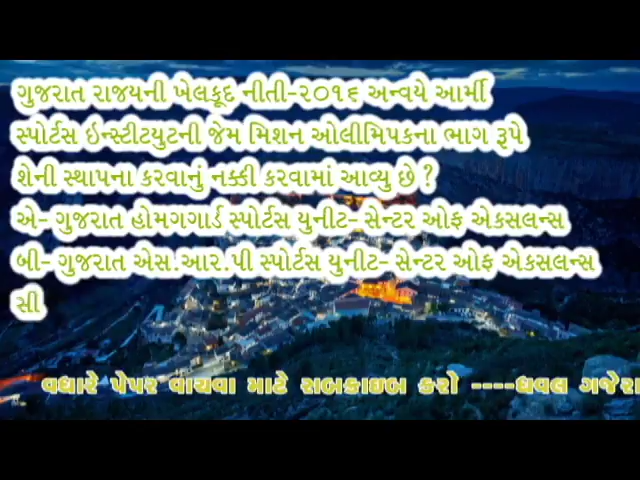 ગુજરાત રાજયની ખેલકૂદ નીતી-૨૦૧૬ અન્વયે આર્મી
સ્પોર્ટસ ઇન્સ્ટીટયુટની જેમ મિશન ઓલીમિપકના ભાગ રૂપે
શેની સ્થાપના કરવાનું નક્કી કરવામાં આવ્યુ છે ?
એ- ગુજરાત હોમગગાર્ડ સ્પોર્ટસ યુનીટ- સેન્ટર ઓફ એકસલન્સ
બી- ગુજરાત એસ.આર.પી સ્પોર્ટસ યુનીટ- સેન્ટર ઓફ એકસલન્સ
સી
વધારે પેપર વાચવા માટે સબક્રાઇબ કરો ----ધવલ ગજેરા